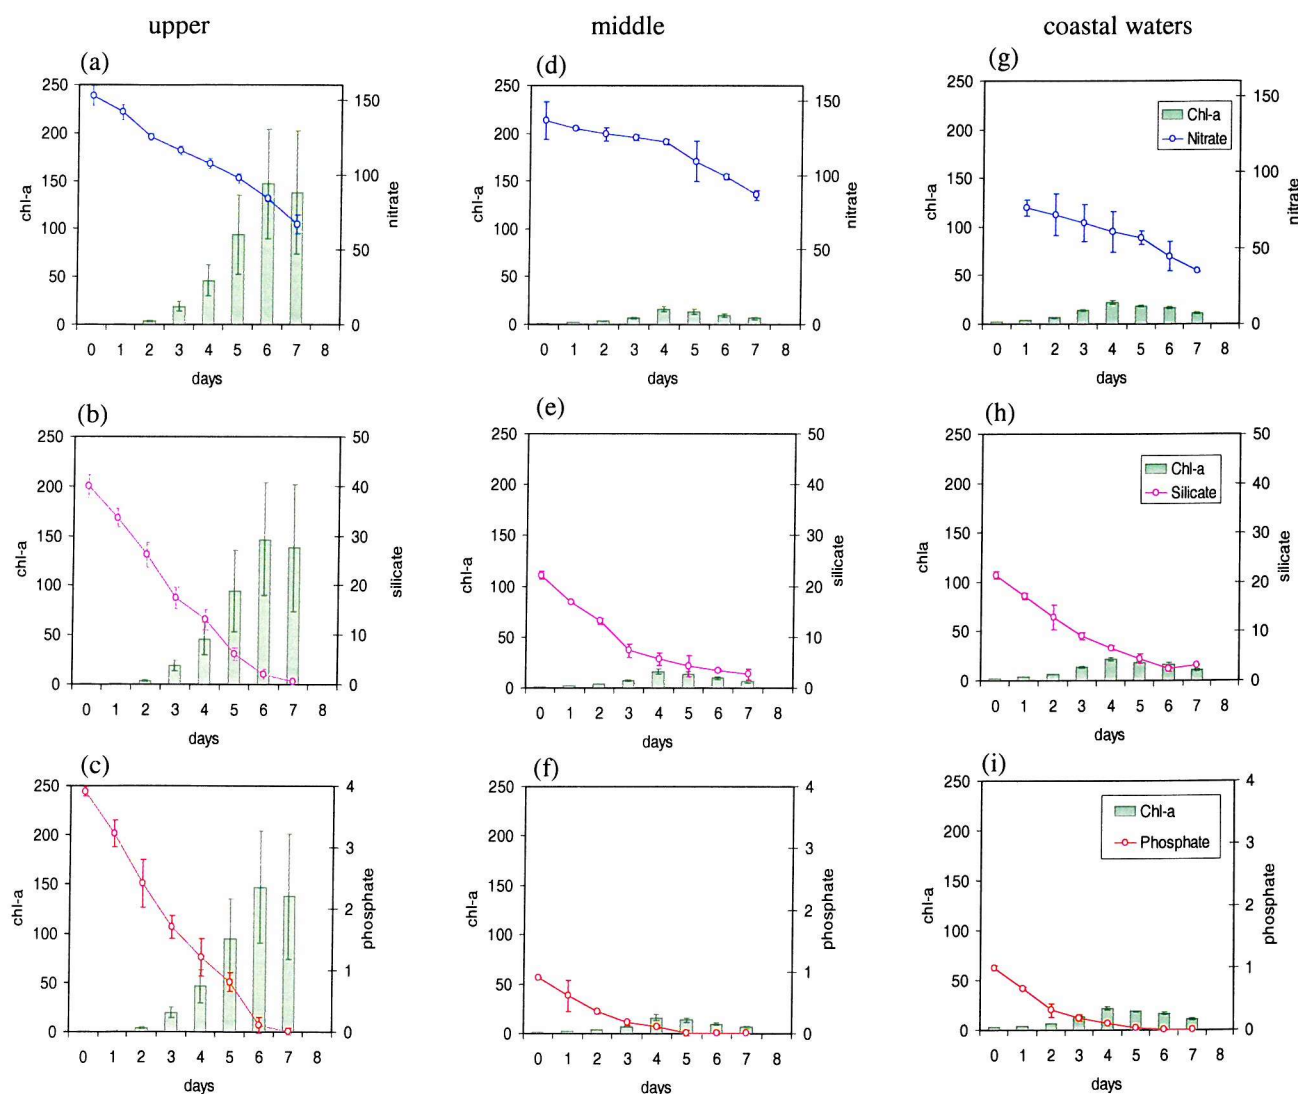 upper
middle
coastal waters
(a)
250
200
150
100
50
0
chl-a
150
100
50
0
nitrate
0 1 2 3 4 5 6 7 8
days
(d)
250
200
150
100
50
0
chl-a
150
100
50
0
nitrate
0 1 2 3 4 5 6 7 8
days
(g)
250
200
150
100
50
0
chl-a
Chl-a
Nitrate
150
100
50
0
nitrate
0 1 2 3 4 5 6 7 8
days
(b)
250
200
150
100
50
0
chl-a
50
40
30
20
10
0
silicate
0 1 2 3 4 5 6 7 8
days
(e)
250
200
150
100
50
0
chl-a
50
40
30
20
10
0
silicate
0 1 2 3 4 5 6 7 8
days
(h)
250
200
150
100
50
0
chla
Chl-a
Silicate
50
40
30
20
10
0
silicate
0 1 2 3 4 5 6 7 8
days
(c)
250
200
150
100
50
0
chl-a
4
3
2
1
0
phosphate
0 1 2 3 4 5 6 7 8
days
(f)
250
200
150
100
50
0
chl-a
4
3
2
1
0
phosphate
0 1 2 3 4 5 6 7 8
days
(i)
250
200
150
100
50
0
chl-a
Chl-a
Phosphate
4
3
2
1
0
phosphate
0 1 2 3 4 5 6 7 8
days